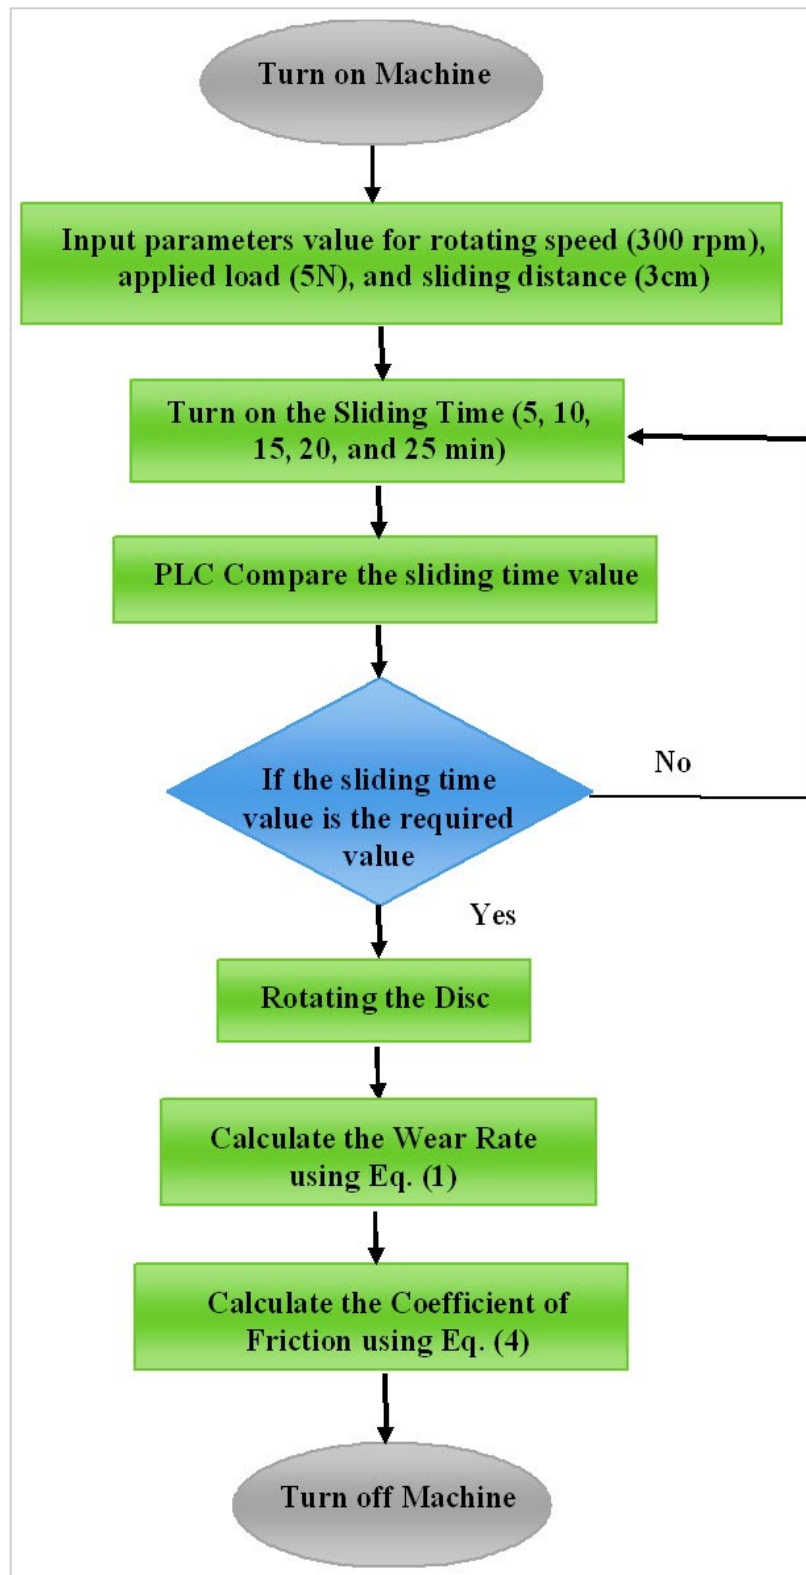 Turn on Machine
Input parameters value for rotating speed (300 rpm),
applied load (5N), and sliding distance (3cm)
Turn on the Sliding Time (5, 10,
15, 20, and 25 min)
PLC Compare the sliding time value
If the sliding time
value is the required
value
No
Yes
Rotating the Disc
Calculate the Wear Rate
using Eq. (1)
Calculate the Coefficient of
Friction using Eq. (4)
Turn off Machine